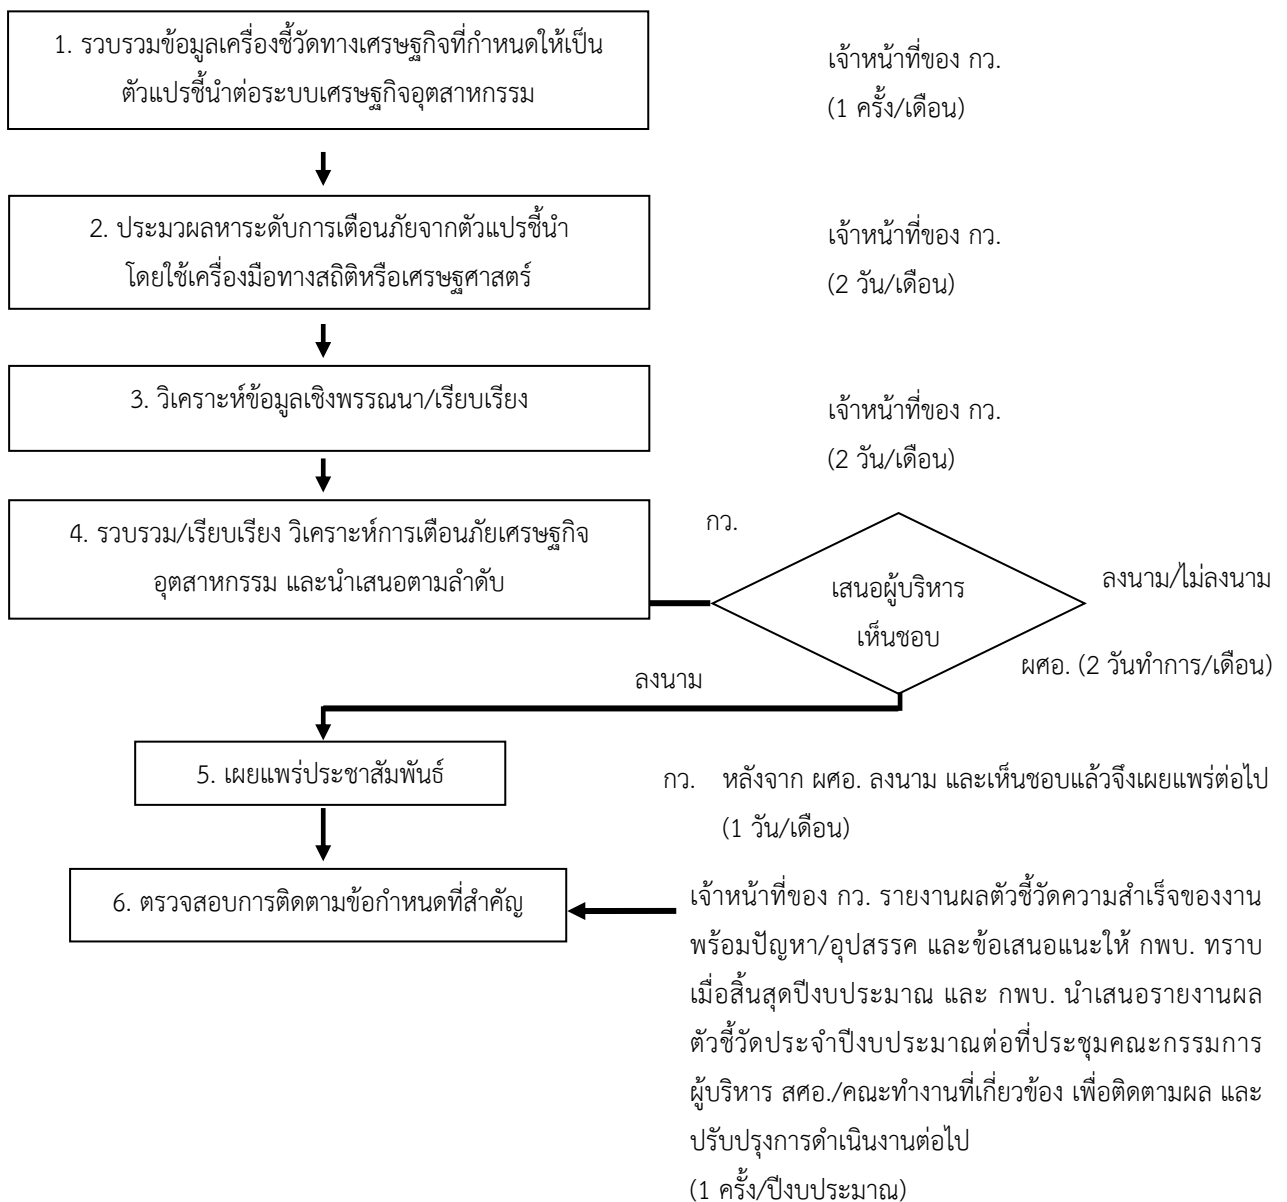 1. รวบรวมข้อมูลเครื่องชี้วัดทางเศรษฐกิจที่กำหนดให้เป็น
ตัวแปรชี้นำต่อระบบเศรษฐกิจอุตสาหกรรม
เจ้าหน้าที่ของ กว.
(1 ครั้ง/เดือน)
2. ประมวผลหาระดับการเตือนภัยจากตัวแปรชี้นำ
โดยใช้เครื่องมือทางสถิติหรือเศรษฐศาสตร์
เจ้าหน้าที่ของ กว.
(2 วัน/เดือน)
3. วิเคราะห์ข้อมูลเชิงพรรณนา/เรียบเรียง
เจ้าหน้าที่ของ กว.
(2 วัน/เดือน)
4. รวบรวม/เรียบเรียง วิเคราะห์การเตือนภัยเศรษฐกิจ
อุตสาหกรรม และนำเสนอตามลำดับ
กว.
เสนอผู้บริหาร
เห็นชอบ
ลงนาม/ไม่ลงนาม
ผศอ. (2 วันทำการ/เดือน)
ลงนาม
5. เผยแพร่ประชาสัมพันธ์
กว. หลังจาก ผศอ. ลงนาม และเห็นชอบแล้วจึงเผยแพร่ต่อไป
(1 วัน/เดือน)
6. ตรวจสอบการติดตามข้อกำหนดที่สำคัญ
เจ้าหน้าที่ของ กว. รายงานผลตัวชี้วัดความสำเร็จของงาน
พร้อมปัญหา/อุปสรรค และข้อเสนอแนะให้ กพบ. ทราบ
เมื่อสิ้นสุดปีงบประมาณ และ กพบ. นำเสนอรายงานผล
ตัวชี้วัดประจำปีงบประมาณต่อที่ประชุมคณะกรรมการ
ผู้บริหาร สศอ./คณะทำงานที่เกี่ยวข้อง เพื่อติดตามผล และ
ปรับปรุงการดำเนินงานต่อไป
(1 ครั้ง/ปีงบประมาณ)